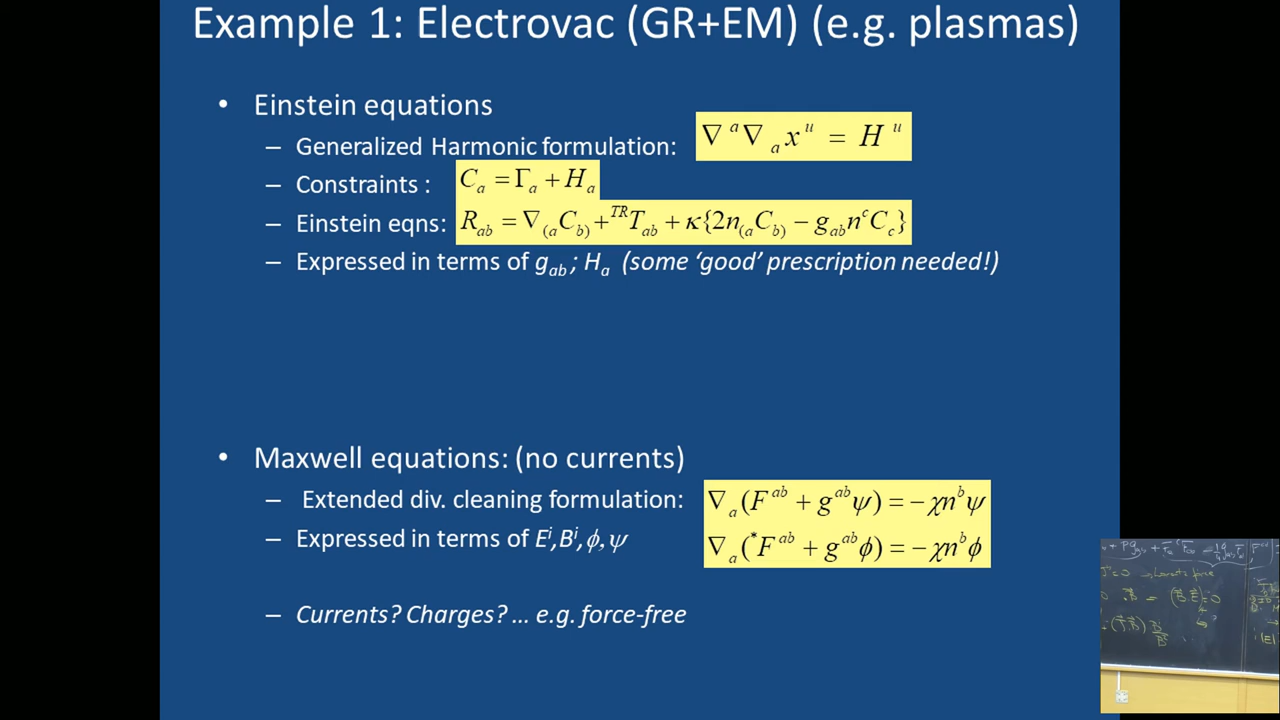 Example 1: Electrovac (GR+EM) (e.g. plasmas)
• Einstein equations
– Generalized Harmonic formulation: ∇^a ∇_a x^u = H^u
– Constraints : C_a = Γ_a + H_a
– Einstein eqns: R_ab = ∇_(a C_b) + ^TR T_ab + κ{2n_(a C_b) − g_ab n^c C_c}
– Expressed in terms of g_ab ; H_a (some ‘good’ prescription needed!)
• Maxwell equations: (no currents)
– Extended div. cleaning formulation: ∇_a (F^ab + g^ab ψ) = − χn^b ψ
– Expressed in terms of E^i,B^i,ϕ,ψ ∇_a (^*F^ab + g^ab ϕ) = − χn^b ϕ
– Currents? Charges? ... e.g. force-free
→ Lorentz force